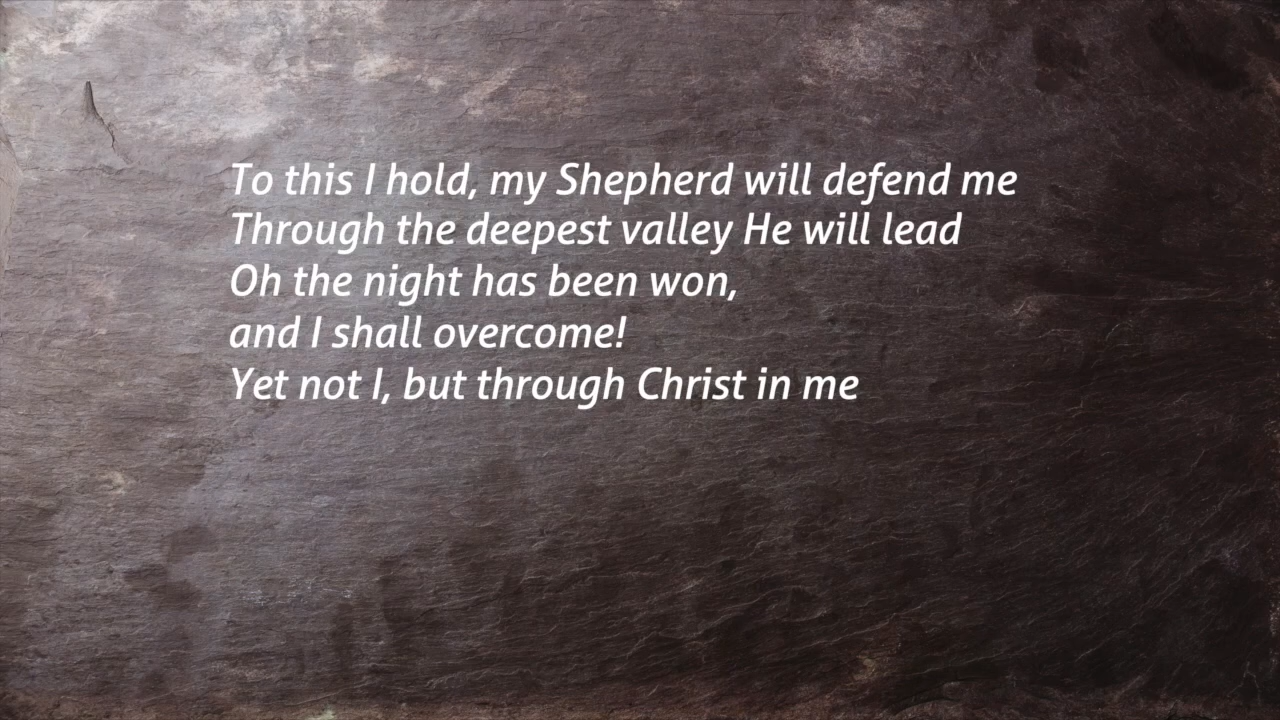 To this I hold, my Shepherd will defend me
Through the deepest valley He will lead
Oh the night has been won,
and I shall overcome!
Yet not I, but through Christ in me